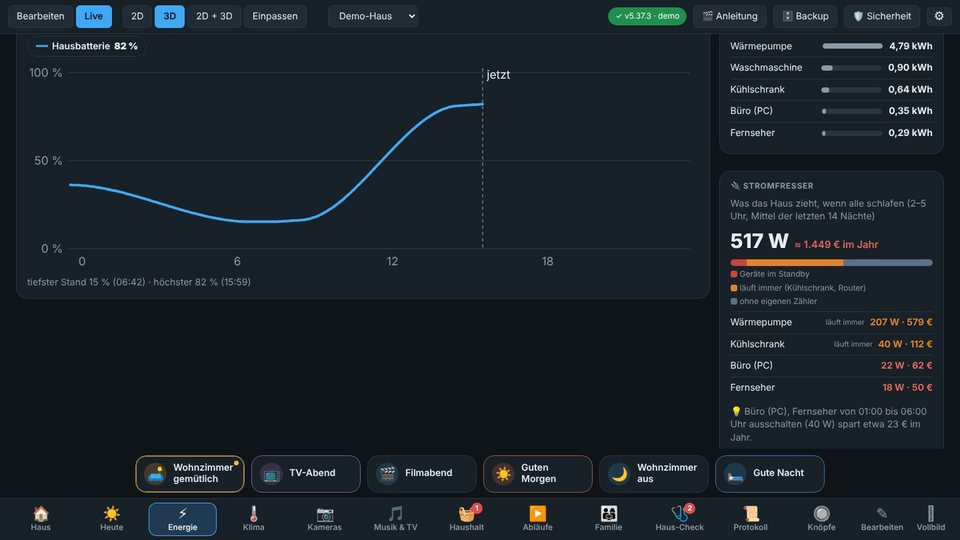 Bearbeiten
Live
2D
3D
2D + 3D
Einpassen
Demo-Haus
✓ v5.37.3 · demo
Anleitung
Backup
Sicherheit
Hausbatterie 82 %
100 %
jetzt
50 %
0 %
0
6
12
18
tiefster Stand 15 % (06:42) · höchster 82 % (15:59)
Wärmepumpe 4,79 kWh
Waschmaschine 0,90 kWh
Kühlschrank 0,64 kWh
Büro (PC) 0,35 kWh
Fernseher 0,29 kWh
STROMFRESSER
Was das Haus zieht, wenn alle schlafen (2–5
Uhr, Mittel der letzten 14 Nächte)
517 W ≈ 1.449 € im Jahr
Geräte im Standby
läuft immer (Kühlschrank, Router)
ohne eigenen Zähler
Wärmepumpe läuft immer 207 W · 579 €
Kühlschrank läuft immer 40 W · 112 €
Büro (PC) 22 W · 62 €
Fernseher 18 W · 50 €
Büro (PC), Fernseher von 01:00 bis 06:00
Uhr ausschalten (40 W) spart etwa 23 € im
Jahr.
Wohnzimmer
gemütlich
TV-Abend
Filmabend
Guten
Morgen
Wohnzimmer
aus
Gute Nacht
Haus
Heute
Energie
Klima
Kameras
Musik & TV
1
Haushalt
Abläufe
Familie
2
Haus-Check
Protokoll
Knöpfe
Bearbeiten
Vollbild